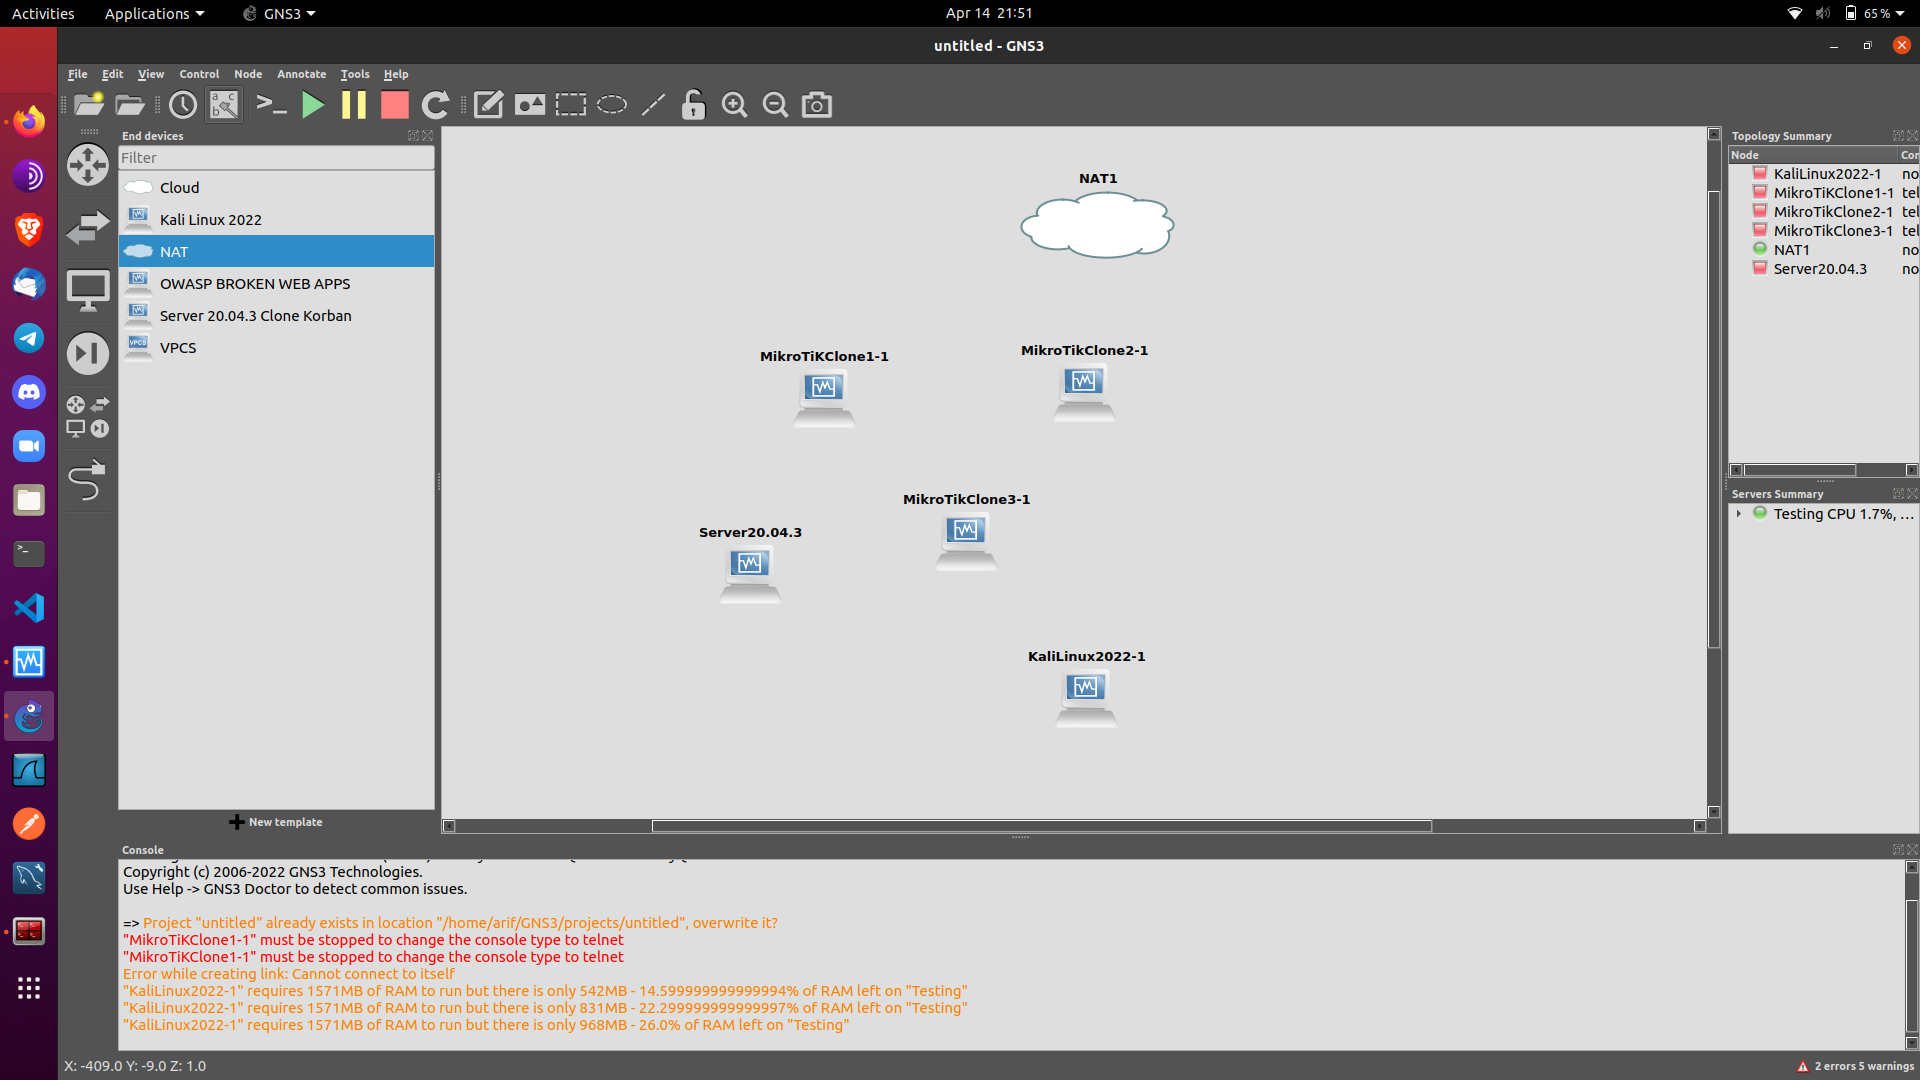 Activities
Applications
GNS3
Apr 14 21:51
65 %
untitled - GNS3
File Edit View Control Node Annotate Tools Help
End devices
Filter
Cloud
Kali Linux 2022
NAT
OWASP BROKEN WEB APPS
Server 20.04.3 Clone Korban
VPCS
New template
NAT1
MikroTiKClone1-1
MikroTikClone2-1
MikroTikClone3-1
Server20.04.3
KaliLinux2022-1
Topology Summary
Node Cor
KaliLinux2022-1 no
MikroTiKClone1-1 tel
MikroTikClone2-1 tel
MikroTikClone3-1 tel
NAT1 no
Server20.04.3 no
Servers Summary
Testing CPU 1.7%, ...
Console
Copyright (c) 2006-2022 GNS3 Technologies.
Use Help -> GNS3 Doctor to detect common issues.
=> Project "untitled" already exists in location "/home/arif/GNS3/projects/untitled", overwrite it?
"MikroTiKClone1-1" must be stopped to change the console type to telnet
"MikroTiKClone1-1" must be stopped to change the console type to telnet
Error while creating link: Cannot connect to itself
"KaliLinux2022-1" requires 1571MB of RAM to run but there is only 542MB - 14.599999999999994% of RAM left on "Testing"
"KaliLinux2022-1" requires 1571MB of RAM to run but there is only 831MB - 22.299999999999997% of RAM left on "Testing"
"KaliLinux2022-1" requires 1571MB of RAM to run but there is only 968MB - 26.0% of RAM left on "Testing"
X: -409.0 Y: -9.0 Z: 1.0
2 errors 5 warnings